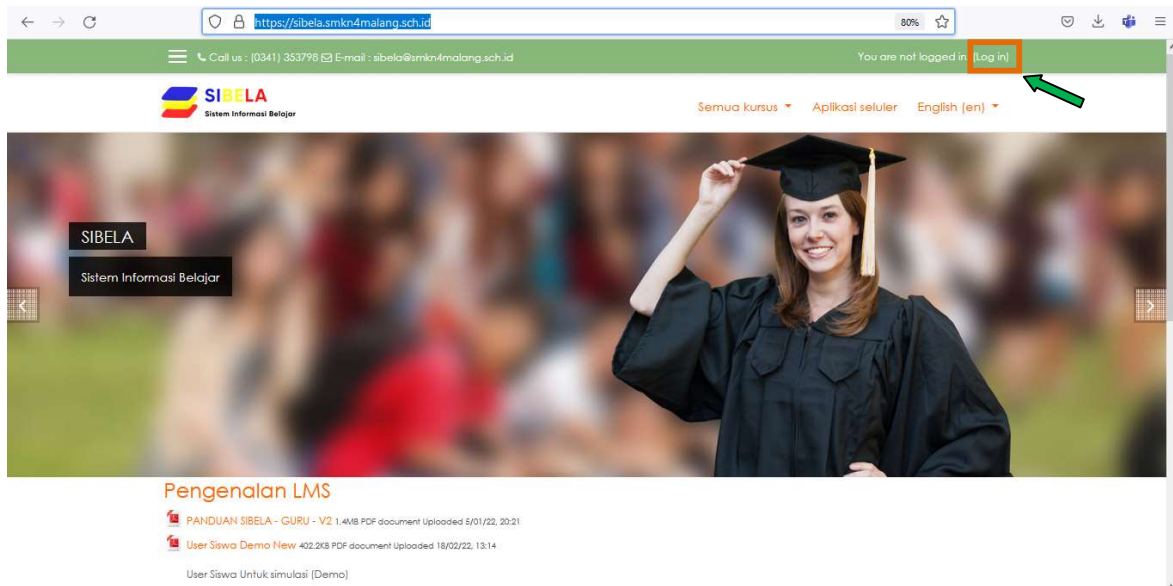 https://sibela.smkn4malang.sch.id
80%
Call us : (0341) 353798 E-mail : sibela@smkn4malang.sch.id
You are not logged in. (Log in)
SIBELA
Sistem Informasi Belajar
Semua kursus
Aplikasi seluler
English (en)
SIBELA
Sistem Informasi Belajar
Pengenalan LMS
PANDUAN SIBELA - GURU - V2 1.4MB PDF document Uploaded 5/01/22, 20:21
User Siswa Demo New 402.2KB PDF document Uploaded 18/02/22, 13:14
User Siswa Untuk simulasi (Demo)